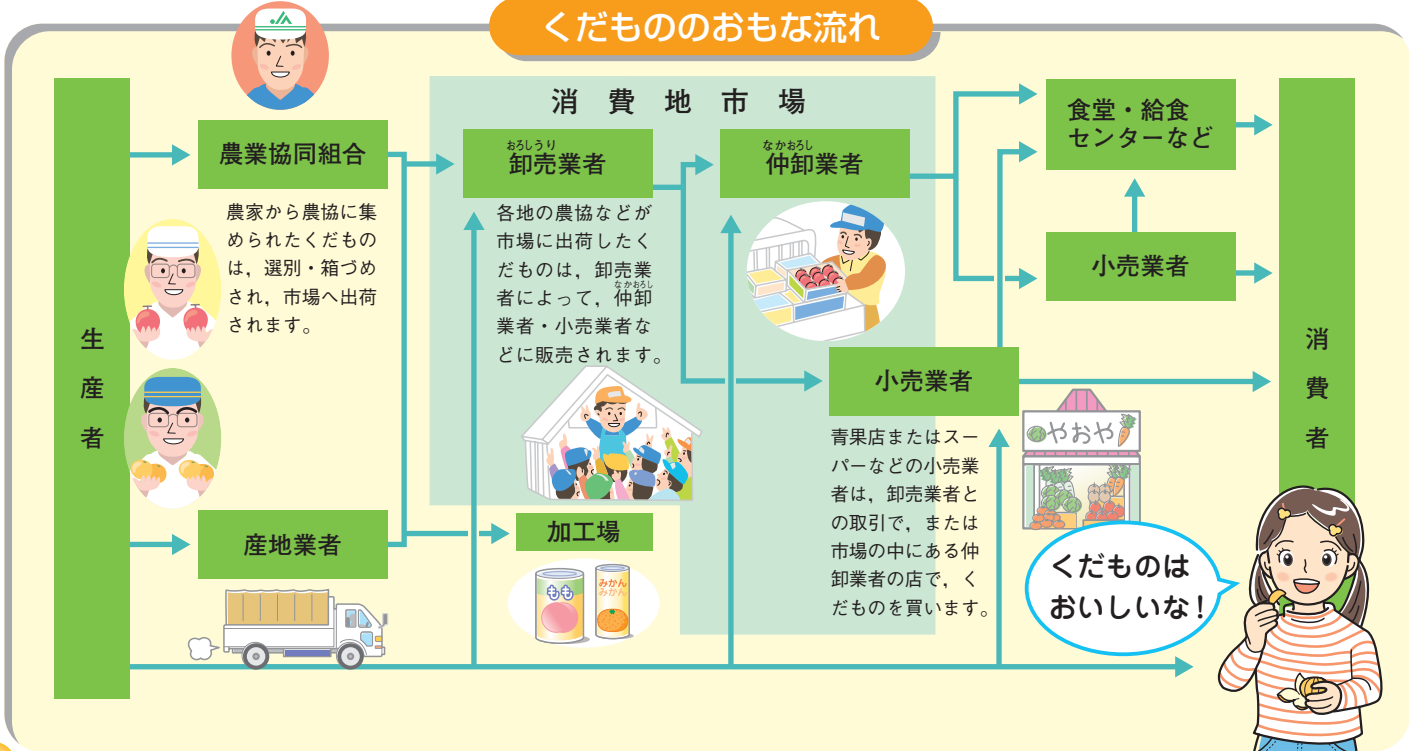 くだもののおもな流れ
生産者
JA
農業協同組合
農家から農協に集
められたくだもの
は，選別・箱づめ
され，市場へ出荷
されます。
産地業者
消費地市場
おろしうり
卸売業者
各地の農協などが
市場に出荷したく
だものは，卸売業
なかおろし
者によって，仲卸
業者・小売業者な
どに販売されます。
加工場
もも
みかん
みかん
なかおろし
仲卸業者
小売業者
青果店またはスー
パーなどの小売業
者は，卸売業者と
の取引で，または
市場の中にある仲
卸業者の店で，く
だものを買います。
食堂・給食
センターなど
小売業者
やおや
消費者
くだものは
おいしいな！